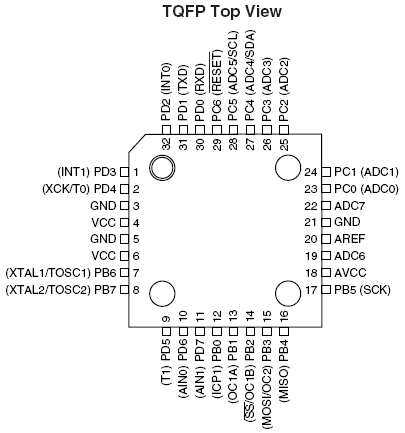 TQFP Top View
PD2 (INT0)
PD1 (TXD)
PD0 (RXD)
PC6 (RESET)
PC5 (ADC5/SCL)
PC4 (ADC4/SDA)
PC3 (ADC3)
PC2 (ADC2)
32
31
30
29
28
27
26
25
(INT1) PD3 1
(XCK/T0) PD4 2
GND 3
VCC 4
GND 5
VCC 6
(XTAL1/TOSC1) PB6 7
(XTAL2/TOSC2) PB7 8
24 PC1 (ADC1)
23 PC0 (ADC0)
22 ADC7
21 GND
20 AREF
19 ADC6
18 AVCC
17 PB5 (SCK)
9
10
11
12
13
14
15
16
(T1) PD5
(AIN0) PD6
(AIN1) PD7
(ICP1) PB0
(OC1A) PB1
(SS/OC1B) PB2
(MOSI/OC2) PB3
(MISO) PB4